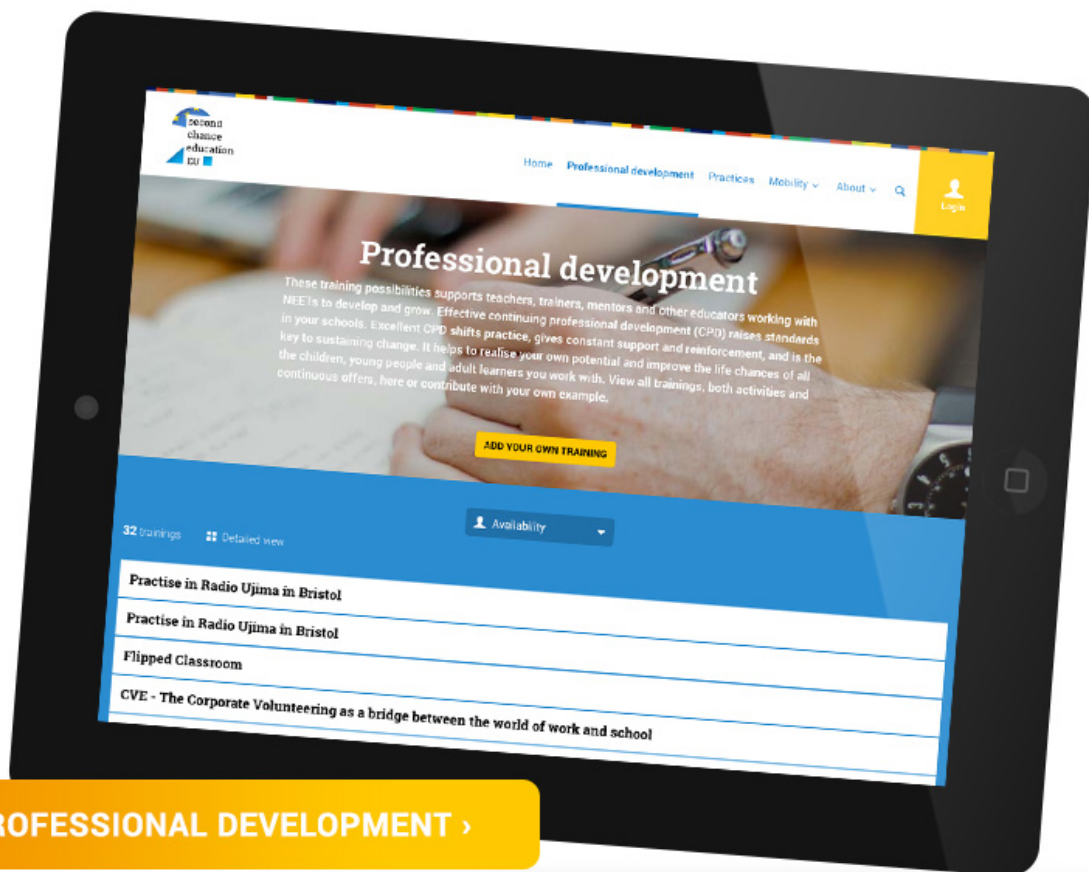 second
chance
education
EU
Home Professional development Practices Mobility About
Login
Professional development
These training possibilities supports teachers, trainers, mentors and other educators working with
NEETs to develop and grow. Effective continuing professional development (CPD) raises standards
in your schools. Excellent CPD shifts practice, gives constant support and reinforcement, and is the
key to sustaining change. It helps to realise your own potential and improve the life chances of all
the children, young people and adult learners you work with. View all trainings, both activities and
continuous offers, here or contribute with your own example.
ADD YOUR OWN TRAINING
Availability
32 trainings Detailed view
Practise in Radio Ujima in Bristol
Practise in Radio Ujima in Bristol
Flipped Classroom
CVE - The Corporate Volunteering as a bridge between the world of work and school
ROFESSIONAL DEVELOPMENT ›